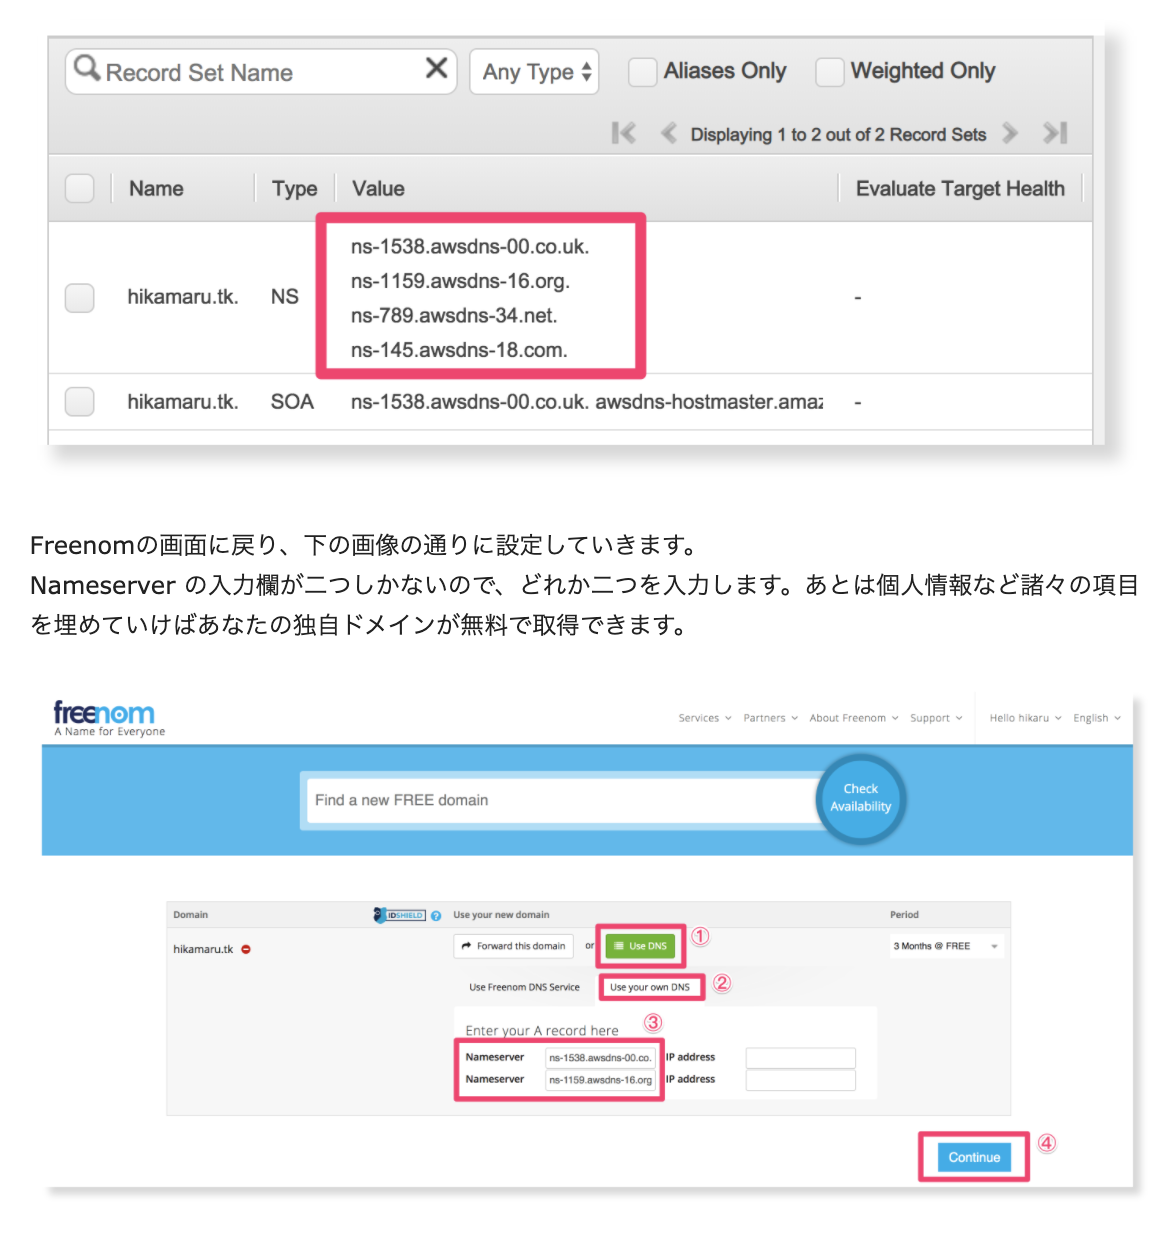 Record Set Name
Any Type
Aliases Only
Weighted Only
Displaying 1 to 2 out of 2 Record Sets
Name Type Value Evaluate Target Health
hikamaru.tk. NS
ns-1538.awsdns-00.co.uk.
ns-1159.awsdns-16.org.
ns-789.awsdns-34.net.
ns-145.awsdns-18.com.
-
hikamaru.tk. SOA ns-1538.awsdns-00.co.uk. awsdns-hostmaster.amaz -
Freenomの画面に戻り、下の画像の通りに設定していきます。
Nameserver の入力欄が二つしかないので、どれか二つを入力します。あとは個人情報など諸々の項目
を埋めていけばあなたの独自ドメインが無料で取得できます。
freenom
A Name for Everyone
Services Partners About Freenom Support Hello hikaru English
Find a new FREE domain
Check
Availability
Domain IDSHIELD ? Use your new domain Period
hikamaru.tk Forward this domain or Use DNS ① 3 Months @ FREE
Use Freenom DNS Service Use your own DNS ②
Enter your A record here ③
Nameserver ns-1538.awsdns-00.co. IP address
Nameserver ns-1159.awsdns-16.org IP address
Continue ④